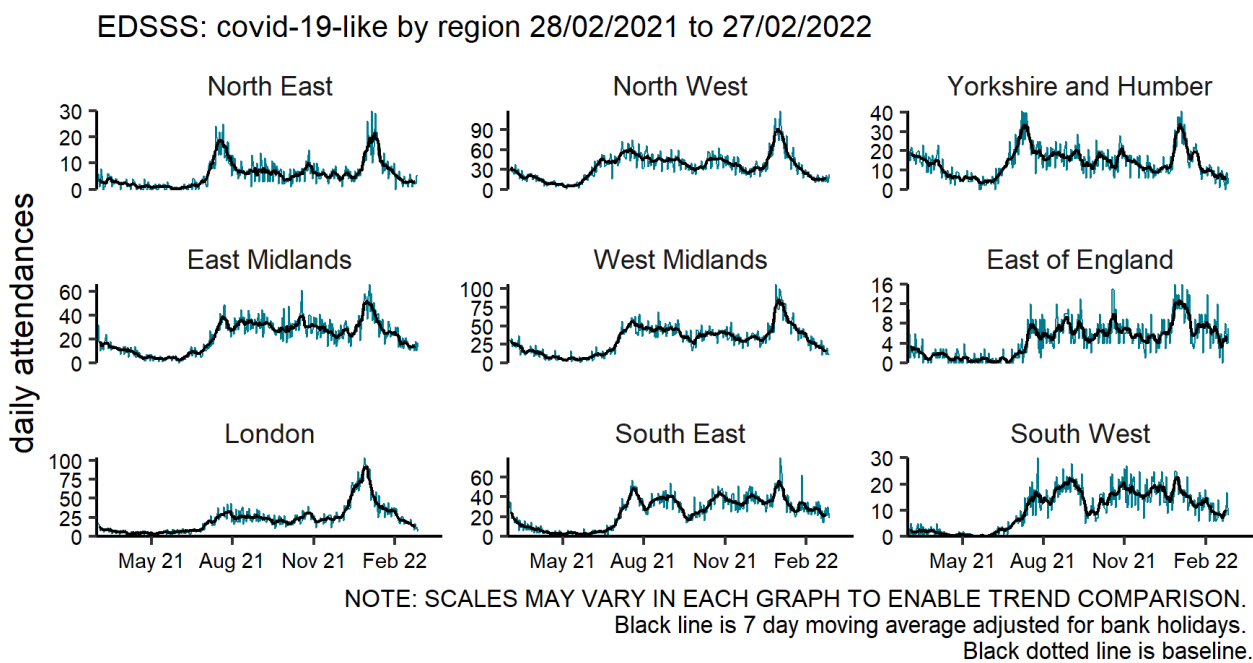 EDSSS: covid-19-like by region 28/02/2021 to 27/02/2022
daily attendances
North East
30
20
10
0
North West
90
60
30
0
Yorkshire and Humber
40
30
20
10
0
East Midlands
60
40
20
0
West Midlands
100
75
50
25
0
East of England
16
12
8
4
0
London
100
75
50
25
0
May 21 Aug 21 Nov 21 Feb 22
South East
60
40
20
0
May 21 Aug 21 Nov 21 Feb 22
South West
30
20
10
0
May 21 Aug 21 Nov 21 Feb 22
NOTE: SCALES MAY VARY IN EACH GRAPH TO ENABLE TREND COMPARISON.
Black line is 7 day moving average adjusted for bank holidays.
Black dotted line is baseline.